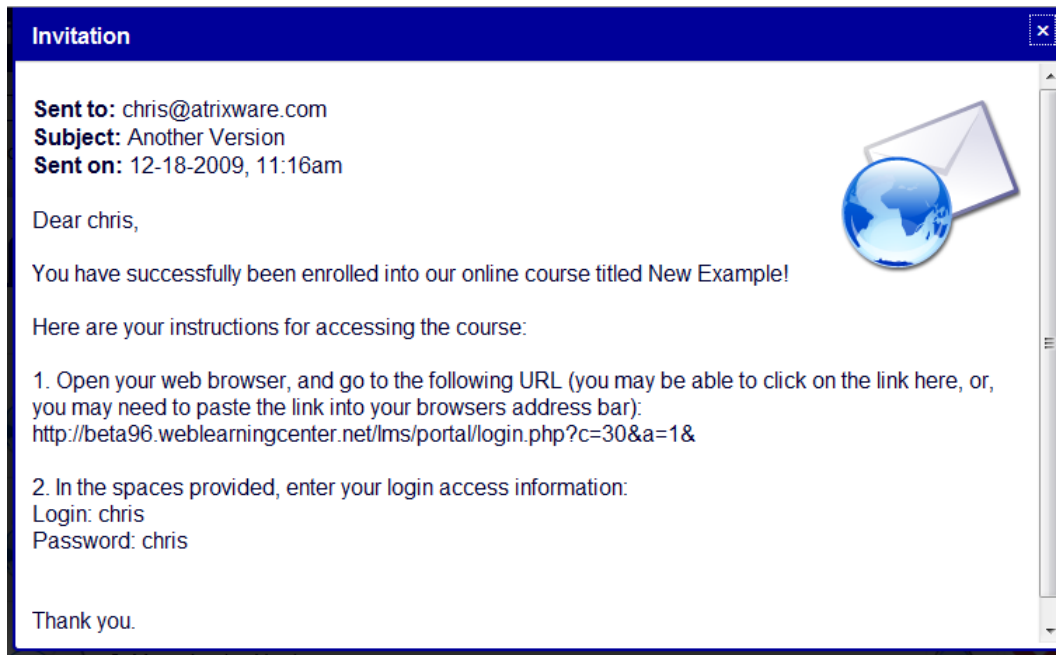 Invitation
Sent to: chris@atrixware.com
Subject: Another Version
Sent on: 12-18-2009, 11:16am
Dear chris,
You have successfully been enrolled into our online course titled New Example!
Here are your instructions for accessing the course:
1. Open your web browser, and go to the following URL (you may be able to click on the link here, or,
you may need to paste the link into your browsers address bar):
http://beta96.weblearningcenter.net/lms/portal/login.php?c=30&a=1&
2. In the spaces provided, enter your login access information:
Login: chris
Password: chris
Thank you.